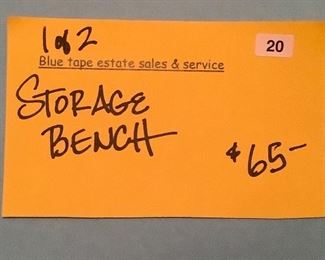 1 of 2
20
Blue tape estate sales & service
STORAGE
BENCH
$65-